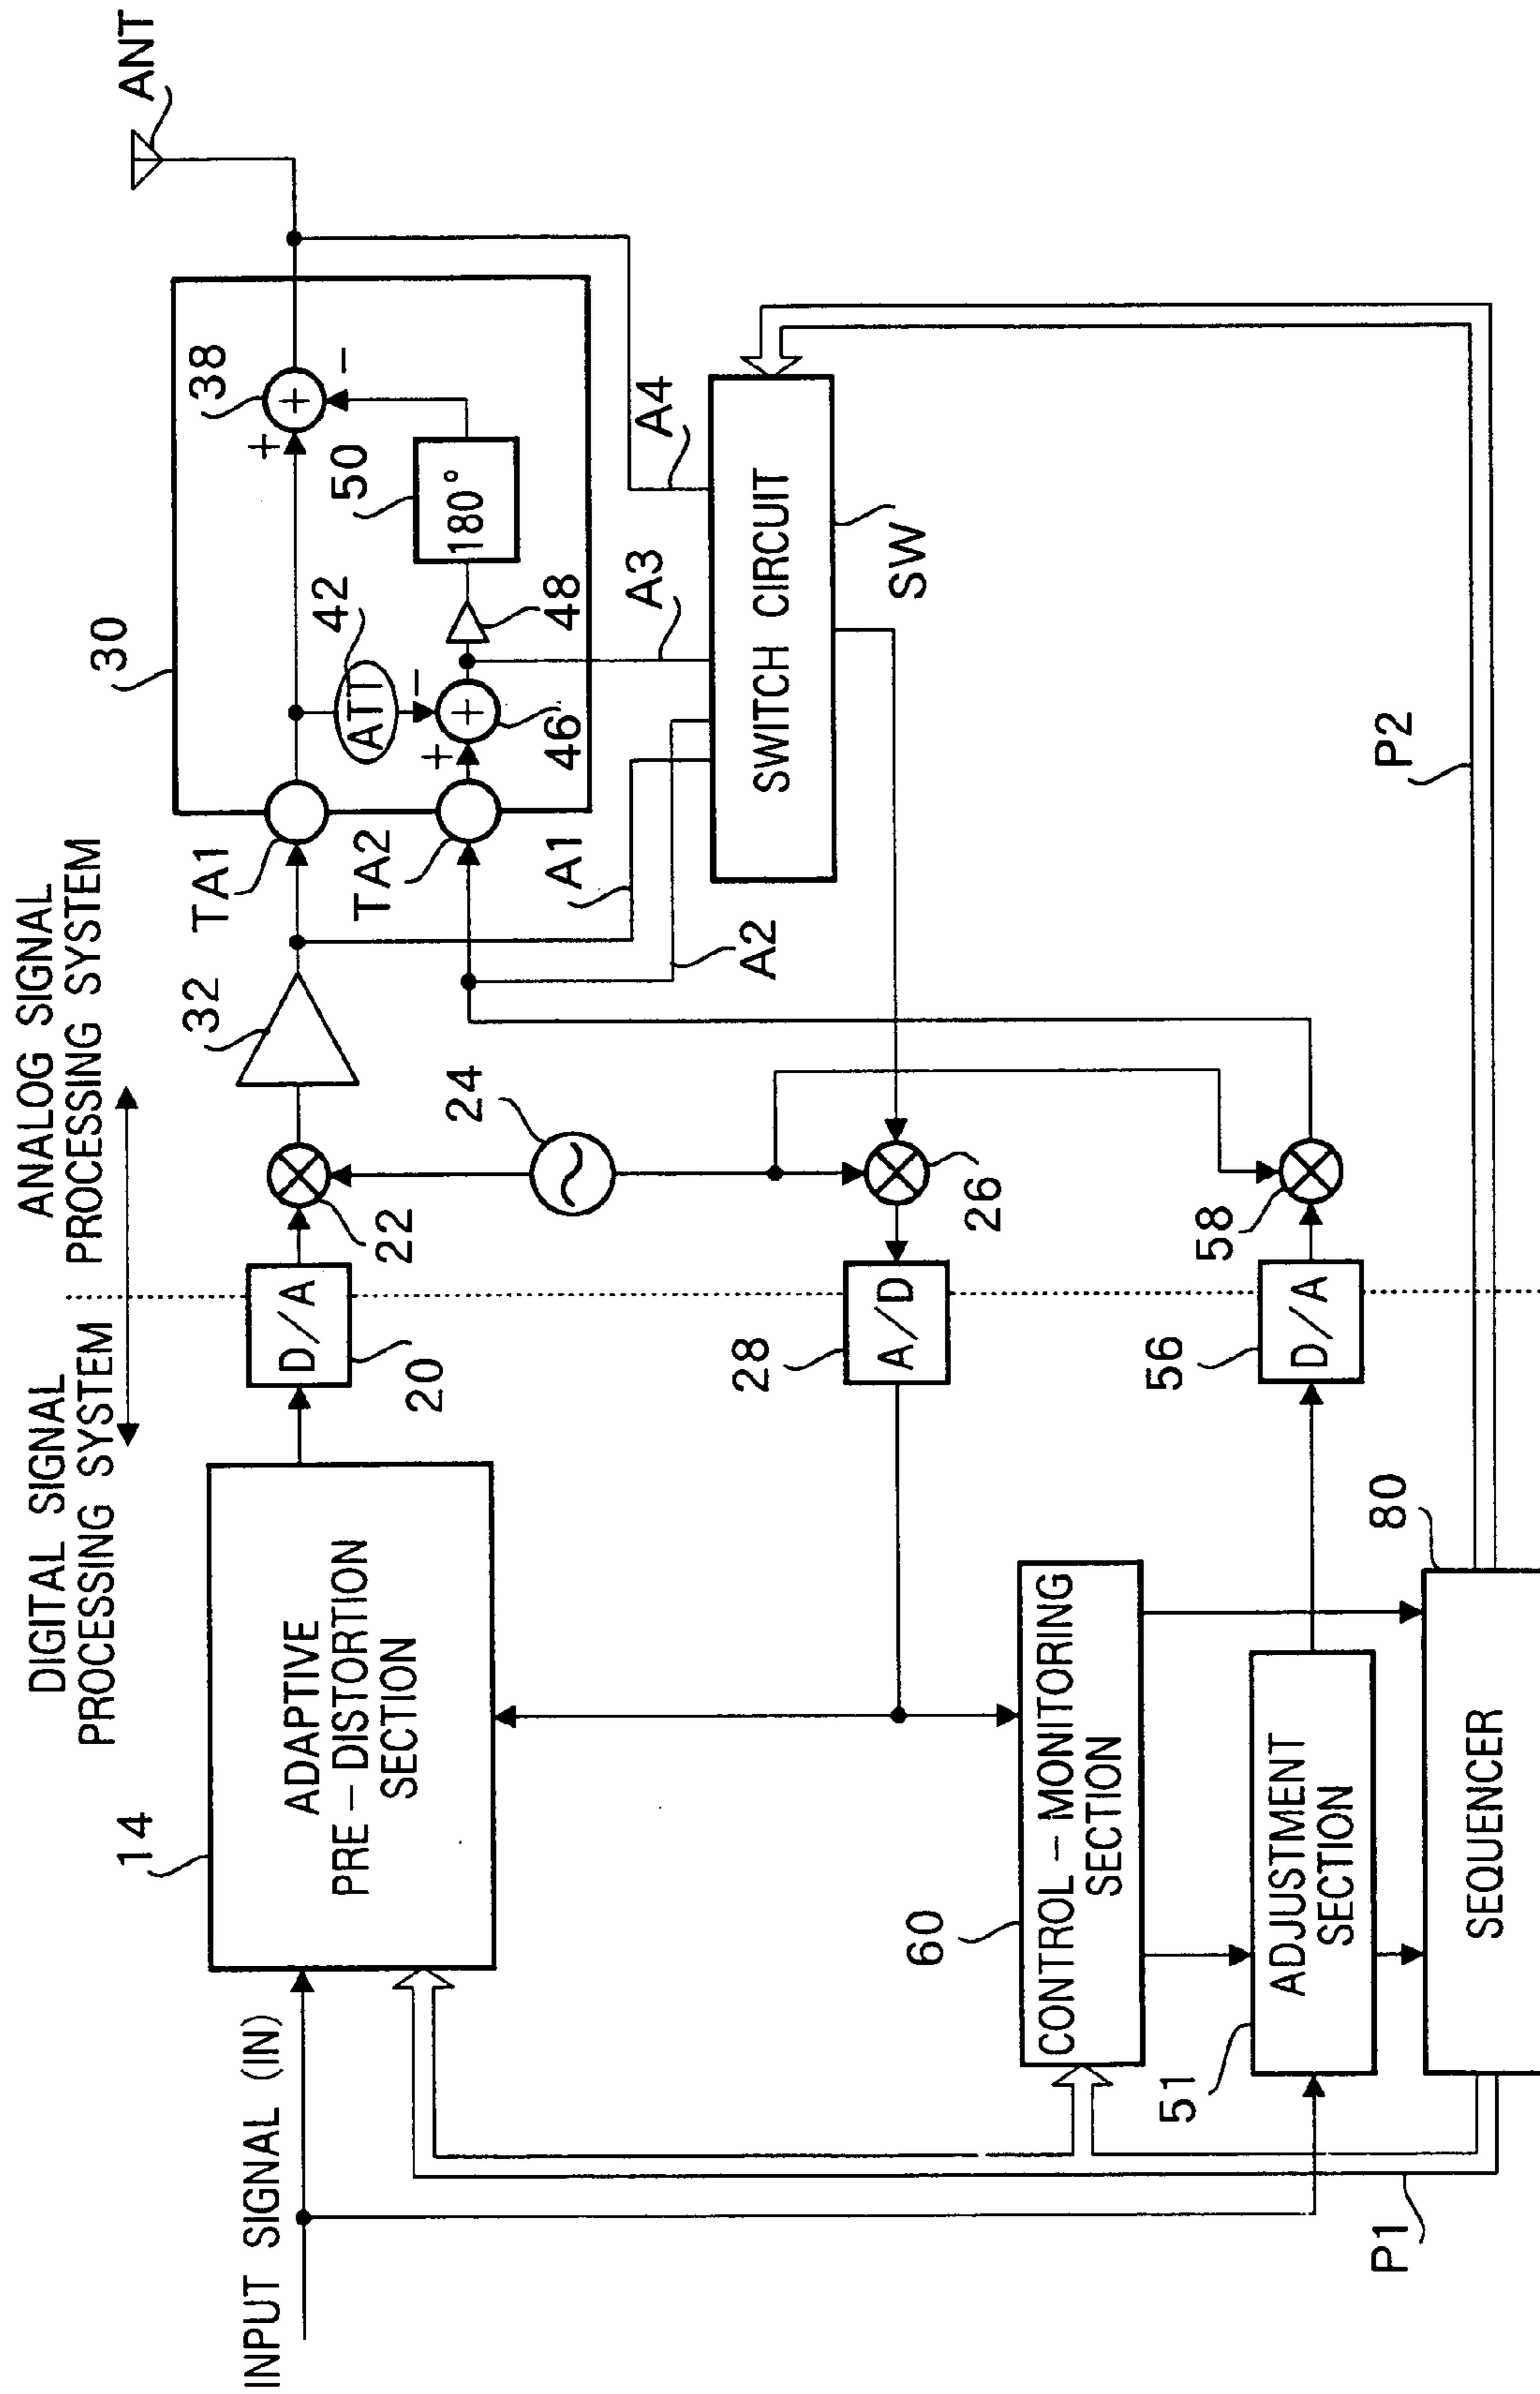 DIGITAL SIGNAL
PROCESSING SYSTEM
ANALOG SIGNAL
PROCESSING SYSTEM
INPUT SIGNAL (IN)
14
ADAPTIVE
PRE-DISTORTION
SECTION
D/A
20
22
24
32
TA1
TA2
30
ATT
42
+
-
+
46
48
180°
50
+
-
+
38
ANT
A1
A2
A3
A4
SWITCH CIRCUIT
SW
26
A/D
28
60
CONTROL-MONITORING
SECTION
51
ADJUSTMENT
SECTION
D/A
56
58
80
SEQUENCER
P1
P2